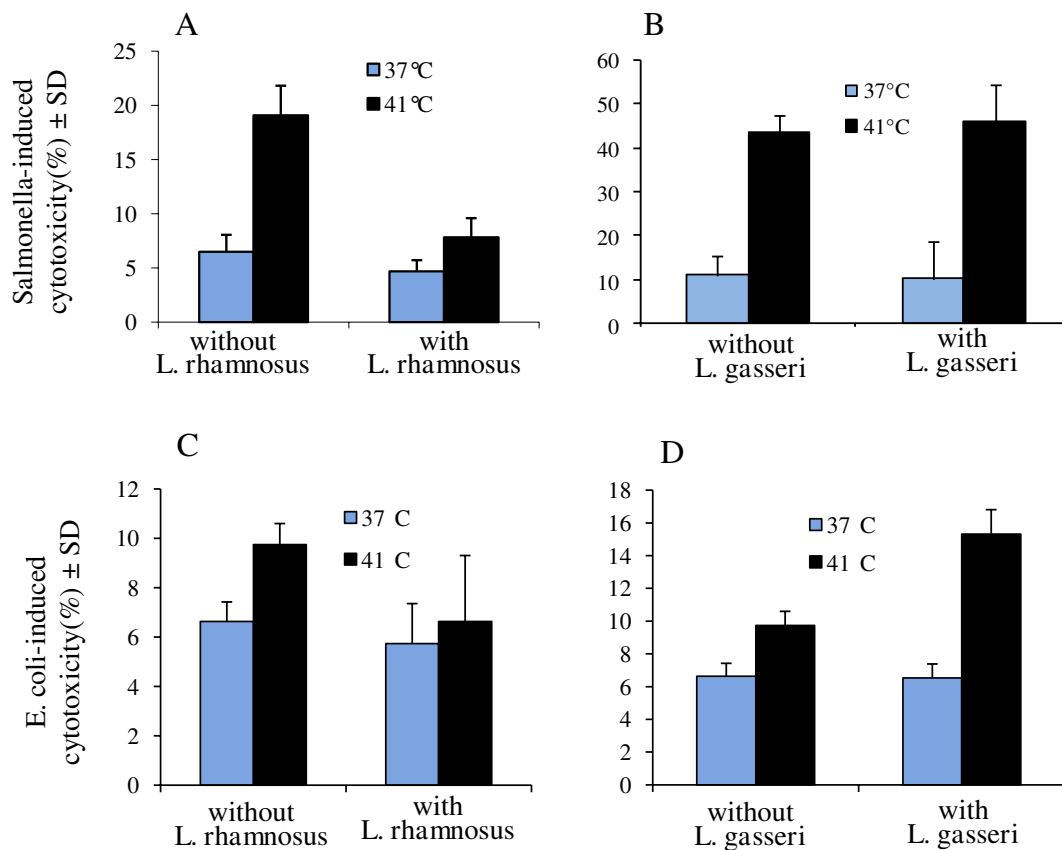 A
Salmonella-induced
cytotoxicity(%) ± SD
25
20
15
10
5
0
37°C
41°C
without
L. rhamnosus
with
L. rhamnosus
B
60
50
40
30
20
10
0
37°C
41°C
without
L. gasseri
with
L. gasseri
C
E. coli-induced
cytotoxicity(%) ± SD
12
10
8
6
4
2
0
37 C
41 C
without
L. rhamnosus
with
L. rhamnosus
D
18
16
14
12
10
8
6
4
2
0
37 C
41 C
without
L. gasseri
with
L. gasseri